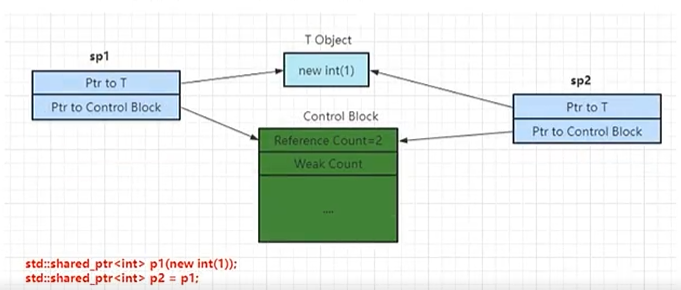 T Object
sp1
new int(1)
Ptr to T
sp2
Ptr to Control Block
Ptr to T
Control Block
Ptr to Control Block
Reference Count=2
Weak Count
....
std::shared_ptr<int> p1(new int(1));
std::shared_ptr<int> p2 = p1;